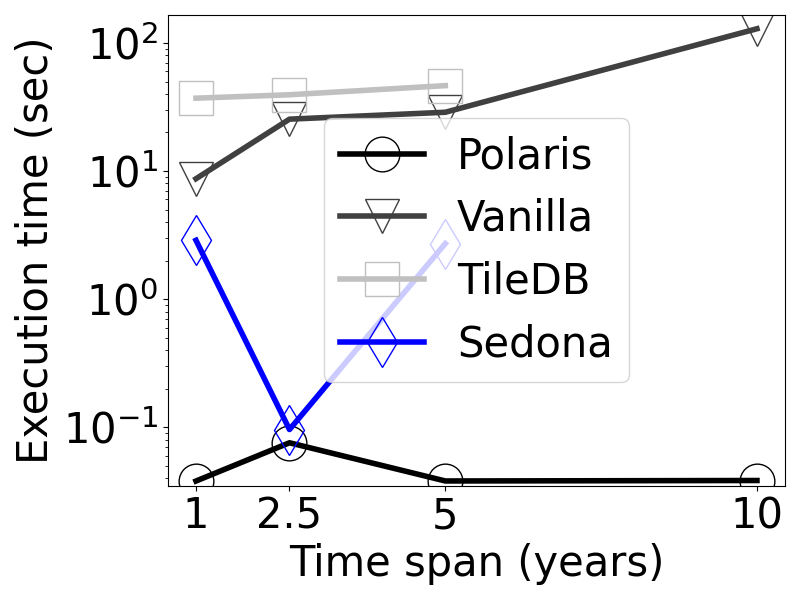 Execution time (sec)
10²
10¹
10⁰
10⁻¹
Polaris
Vanilla
TileDB
Sedona
1 2.5 5 10
Time span (years)